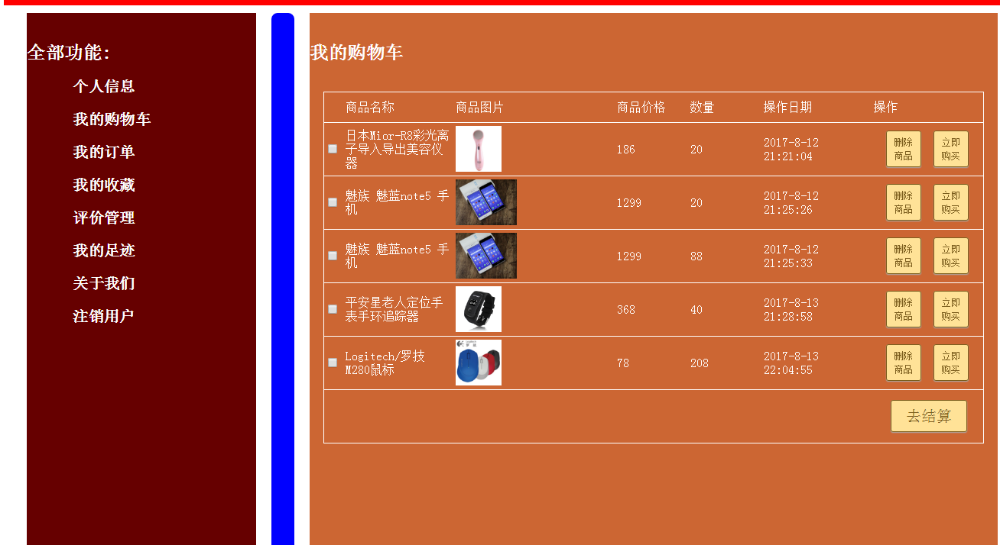 全部功能:
个人信息
我的购物车
我的订单
我的收藏
评价管理
我的足迹
关于我们
注销用户
我的购物车
商品名称 商品图片 商品价格 数量 操作日期 操作
日本Mior-R8彩光离
子导入导出美容仪
器
186 20
2017-8-12
21:21:04
删除
商品
立即
购买
魅族 魅蓝note5 手
机
1299 20
2017-8-12
21:25:26
删除
商品
立即
购买
魅族 魅蓝note5 手
机
1299 88
2017-8-12
21:25:33
删除
商品
立即
购买
平安星老人定位手
表手环追踪器
368 40
2017-8-13
21:28:58
删除
商品
立即
购买
Logitech/罗技
M280鼠标
78 208
2017-8-13
22:04:55
删除
商品
立即
购买
去结算